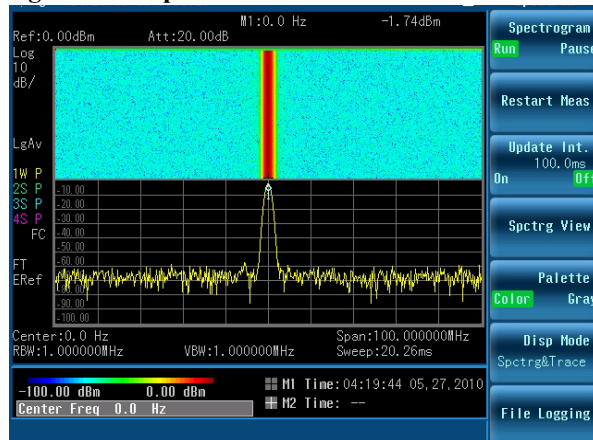 M1:0.0 Hz -1.74dBm
Ref:0.00dBm Att:20.00dB
Log
10
dB/
LgAv
1W P
2S P
3S P
4S P
FC
FT
ERef
-10.00
-20.00
-30.00
-40.00
-50.00
-60.00
-90.00
-100.00
Center:0.0 Hz Span:100.000000MHz
RBW:1.000000MHz VBW:1.000000MHz Sweep:20.26ms
-100.00 dBm 0.00 dBm
M1 Time:04:19:44 05,27,2010
M2 Time: --
Center Freq 0.0 Hz
Spectrogram
Run Paus
Restart Meas
Update Int.
100.0ms
On Of
Spctrg View
Palette
Color Gra
Disp Mode
Spctrg&Trace
File Logging